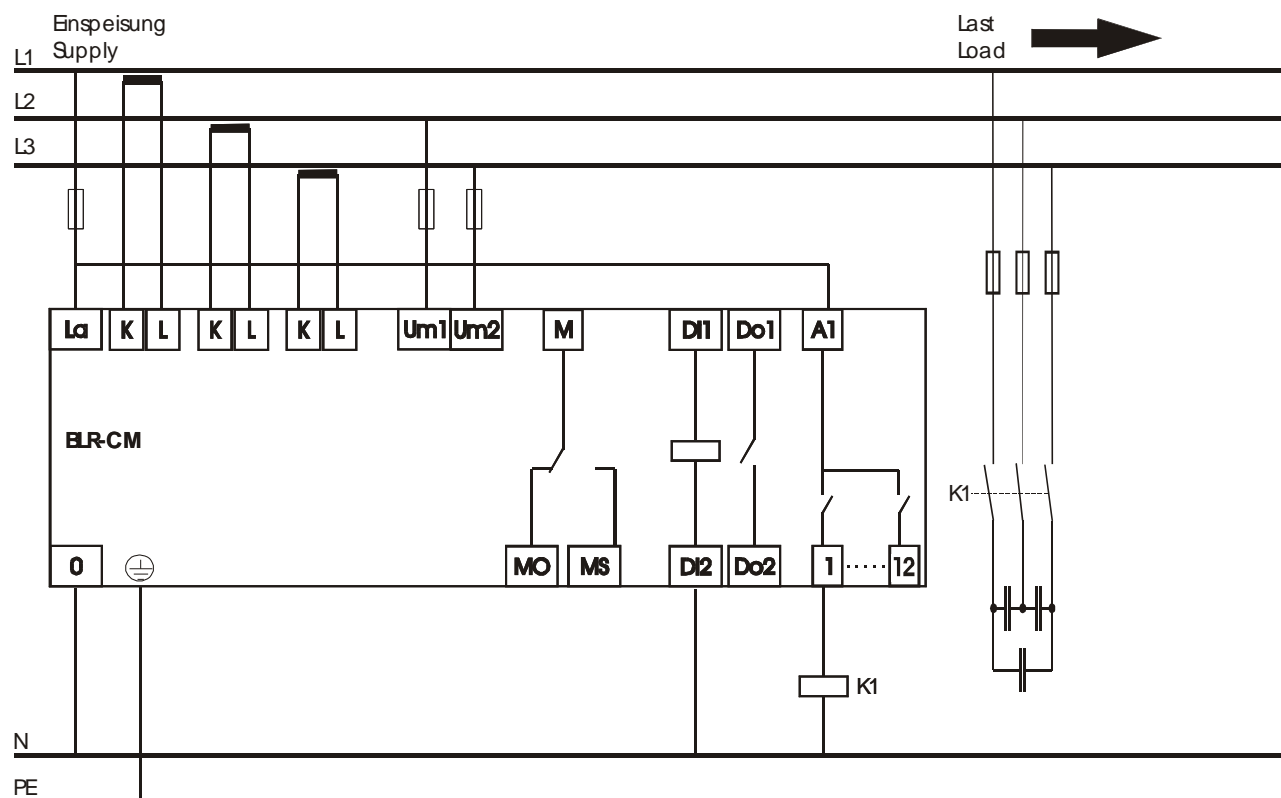 Einspeisung
Supply
Last
Load
L1
L2
L3
La K L K L K L Um1 Um2 M DI1 Do1 A1
BLR-CM
K1
0 MO MS DI2 Do2 1 ..... 12
K1
N
PE